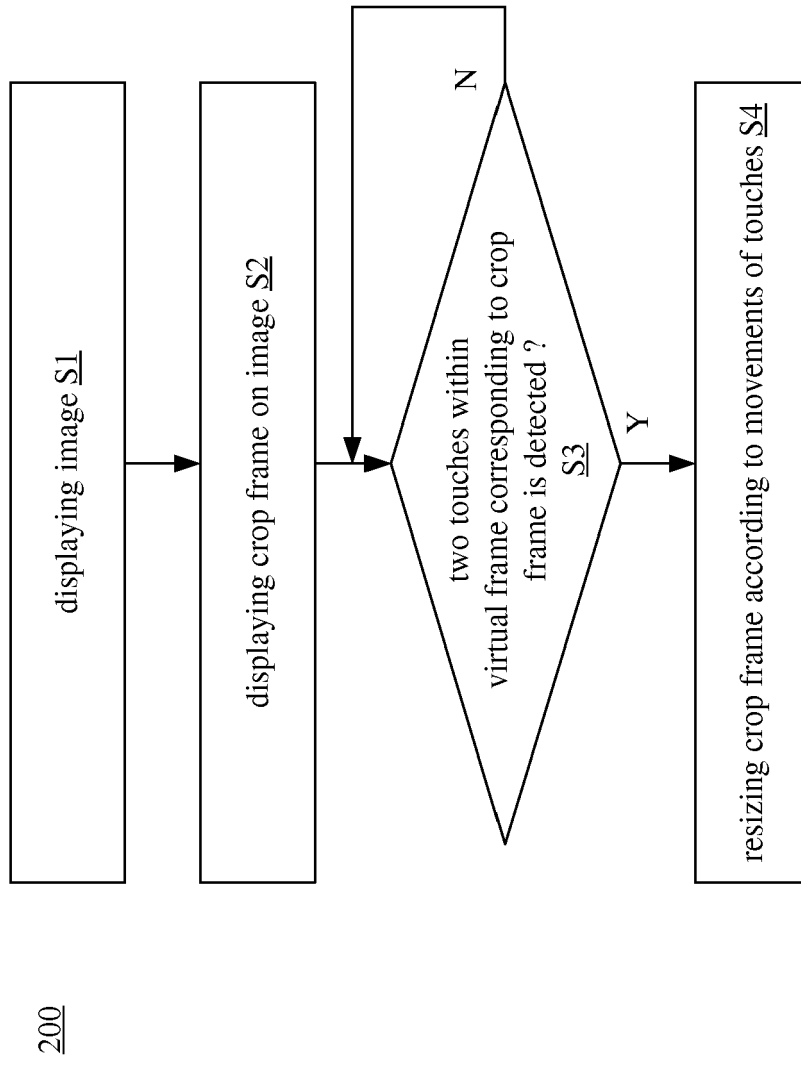 200
displaying image S1
displaying crop frame on image S2
two touches within
virtual frame corresponding to crop
frame is detected ?
S3
N
Y
resizing crop frame according to movements of touches S4